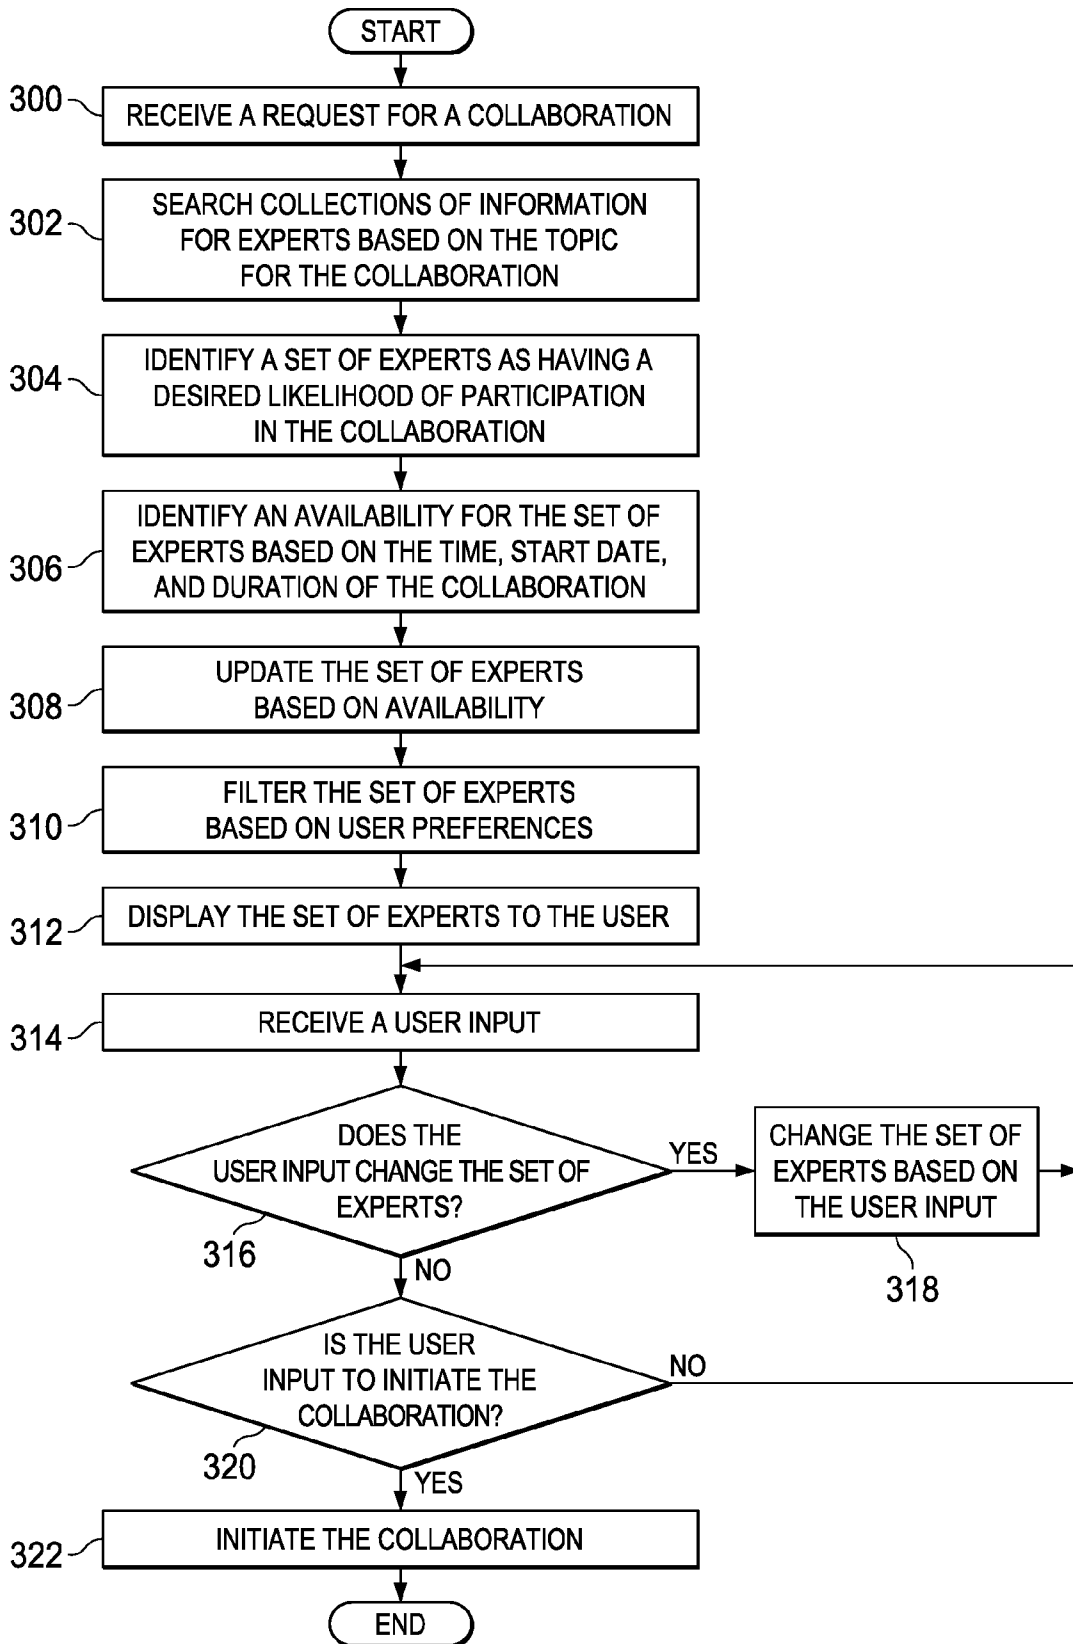 START
300
RECEIVE A REQUEST FOR A COLLABORATION
302
SEARCH COLLECTIONS OF INFORMATION
FOR EXPERTS BASED ON THE TOPIC
FOR THE COLLABORATION
304
IDENTIFY A SET OF EXPERTS AS HAVING A
DESIRED LIKELIHOOD OF PARTICIPATION
IN THE COLLABORATION
306
IDENTIFY AN AVAILABILITY FOR THE SET OF
EXPERTS BASED ON THE TIME, START DATE,
AND DURATION OF THE COLLABORATION
308
UPDATE THE SET OF EXPERTS
BASED ON AVAILABILITY
310
FILTER THE SET OF EXPERTS
BASED ON USER PREFERENCES
312
DISPLAY THE SET OF EXPERTS TO THE USER
314
RECEIVE A USER INPUT
DOES THE
USER INPUT CHANGE THE SET OF
EXPERTS?
316
YES
CHANGE THE SET OF
EXPERTS BASED ON
THE USER INPUT
318
NO
IS THE USER
INPUT TO INITIATE THE
COLLABORATION?
320
NO
YES
322
INITIATE THE COLLABORATION
END